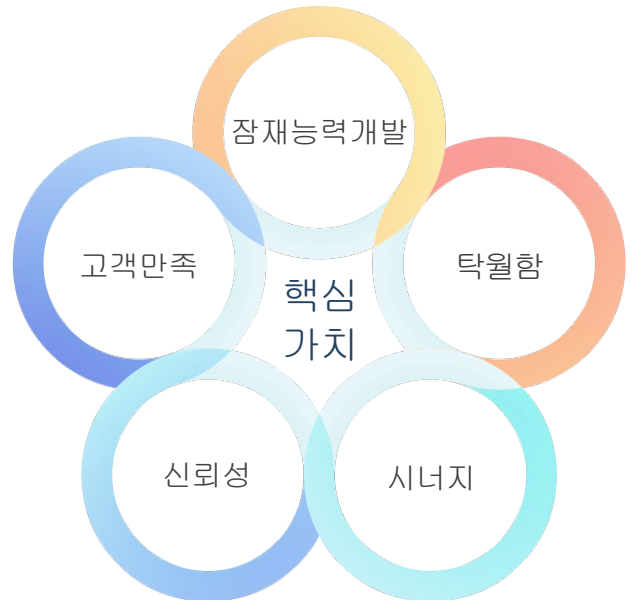 잠재능력개발
고객만족
탁월함
핵심
가치
신뢰성
시너지